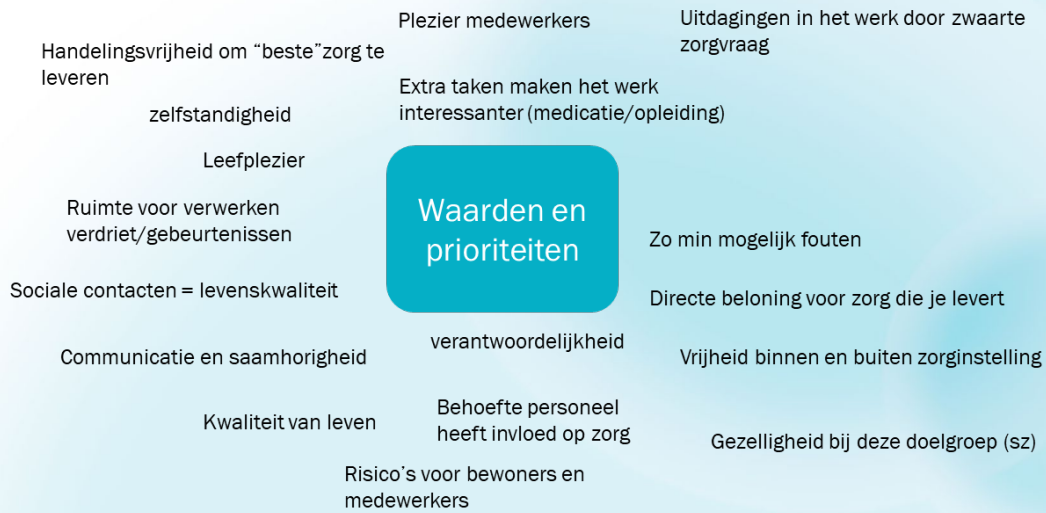 Plezier medewerkers
Uitdagingen in het werk door zwaarte
zorgvraag
Handelingsvrijheid om “beste”zorg te
leveren
Extra taken maken het werk
interessanter (medicatie/opleiding)
zelfstandigheid
Leefplezier
Waarden en
prioriteiten
Ruimte voor verwerken
verdriet/gebeurtenissen
Zo min mogelijk fouten
Sociale contacten = levenskwaliteit
Directe beloning voor zorg die je levert
verantwoordelijkheid
Communicatie en saamhorigheid
Vrijheid binnen en buiten zorginstelling
Kwaliteit van leven
Behoefte personeel
heeft invloed op zorg
Gezelligheid bij deze doelgroep (sz)
Risico’s voor bewoners en
medewerkers